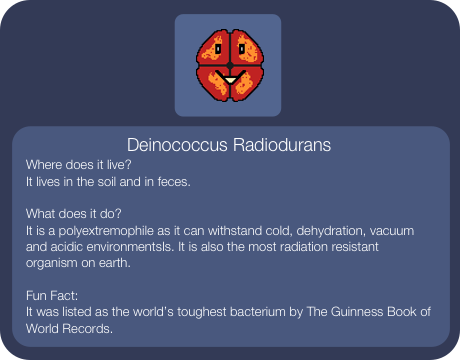 Deinococcus Radiodurans
Where does it live?
It lives in the soil and in feces.
What does it do?
It is a polyextremophile as it can withstand cold, dehydration, vacuum
and acidic environmentsls. It is also the most radiation resistant
organism on earth.
Fun Fact:
It was listed as the world's toughest bacterium by The Guinness Book of
World Records.